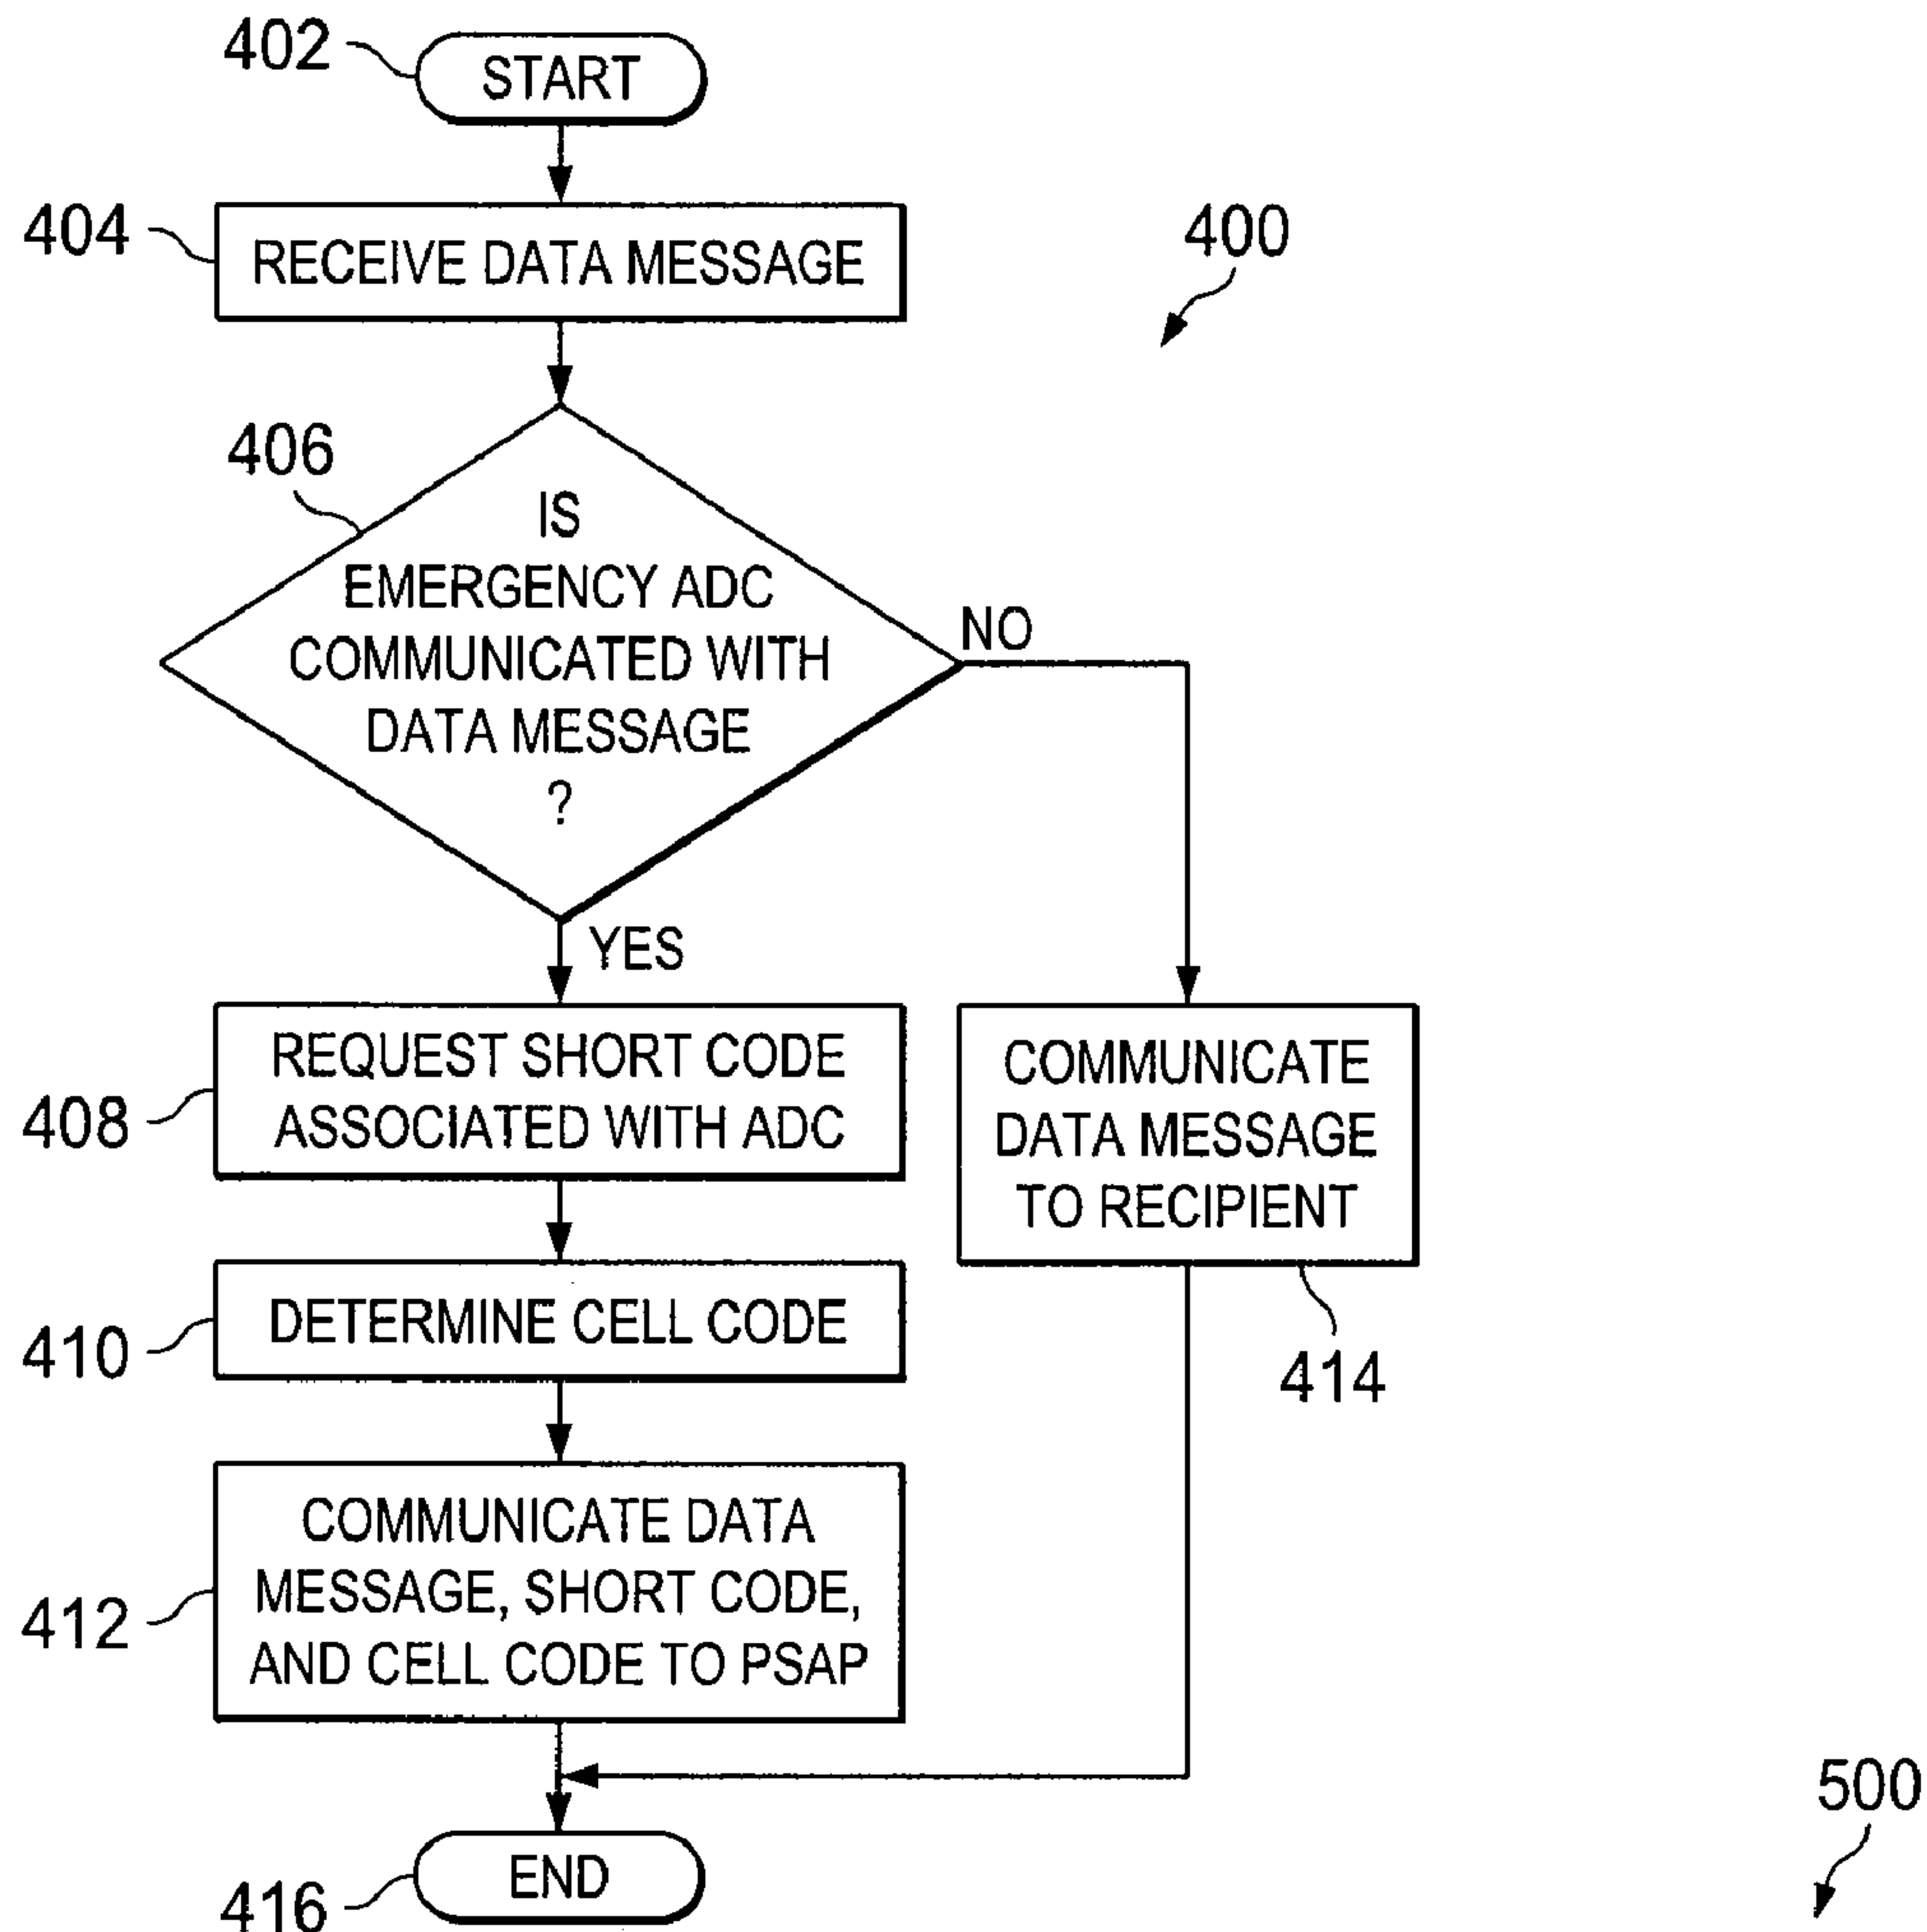 402
START
404
RECEIVE DATA MESSAGE
400
406
IS
EMERGENCY ADC
COMMUNICATED WITH
DATA MESSAGE
?
NO
YES
408
REQUEST SHORT CODE
ASSOCIATED WITH ADC
COMMUNICATE
DATA MESSAGE
TO RECIPIENT
414
410
DETERMINE CELL CODE
412
COMMUNICATE DATA
MESSAGE, SHORT CODE,
AND CELL CODE TO PSAP
500
416
END